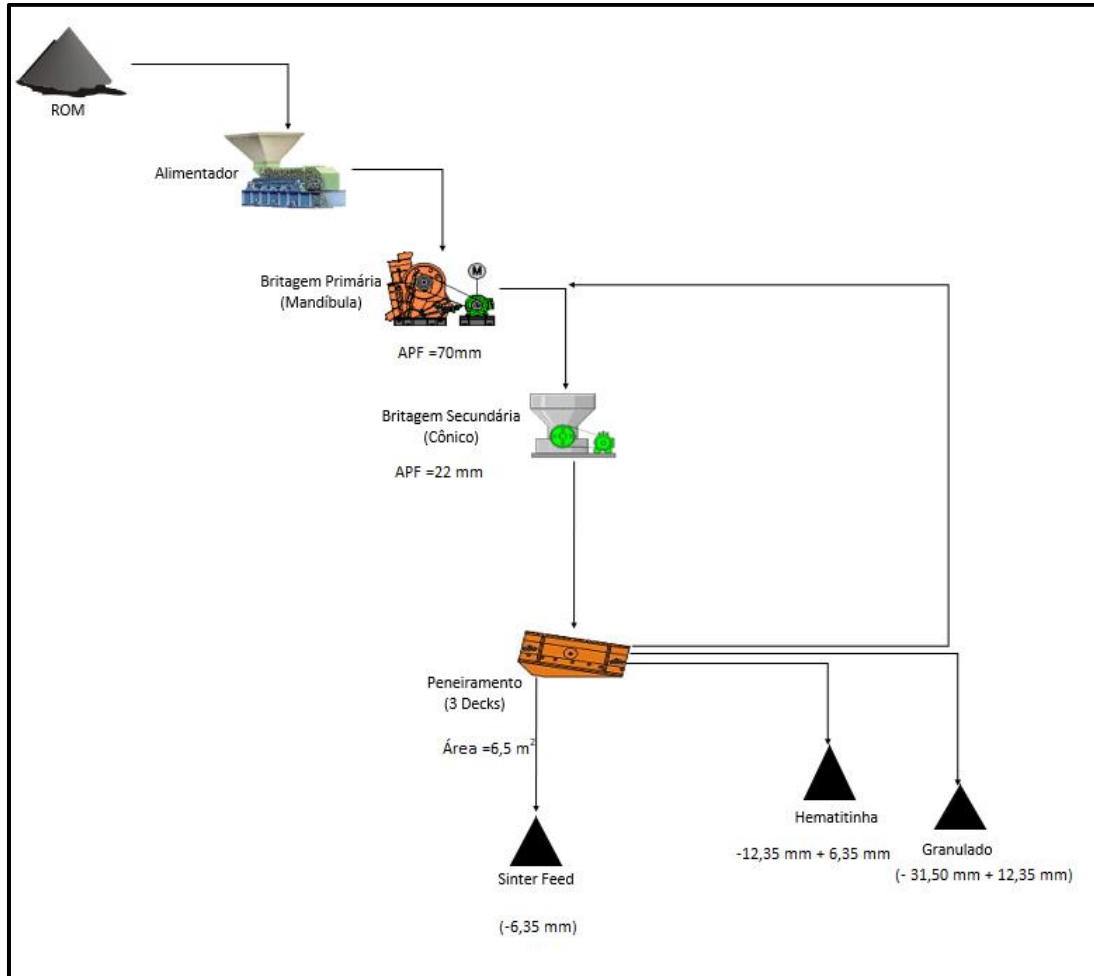 ROM
Alimentador
Britagem Primária
(Mandíbula)
M
APF =70mm
Britagem Secundária
(Cônico)
APF =22 mm
Peneiramento
(3 Decks)
Área =6,5 m²
Hematitinha
-12,35 mm + 6,35 mm
Granulado
(- 31,50 mm + 12,35 mm)
Sinter Feed
(-6,35 mm)